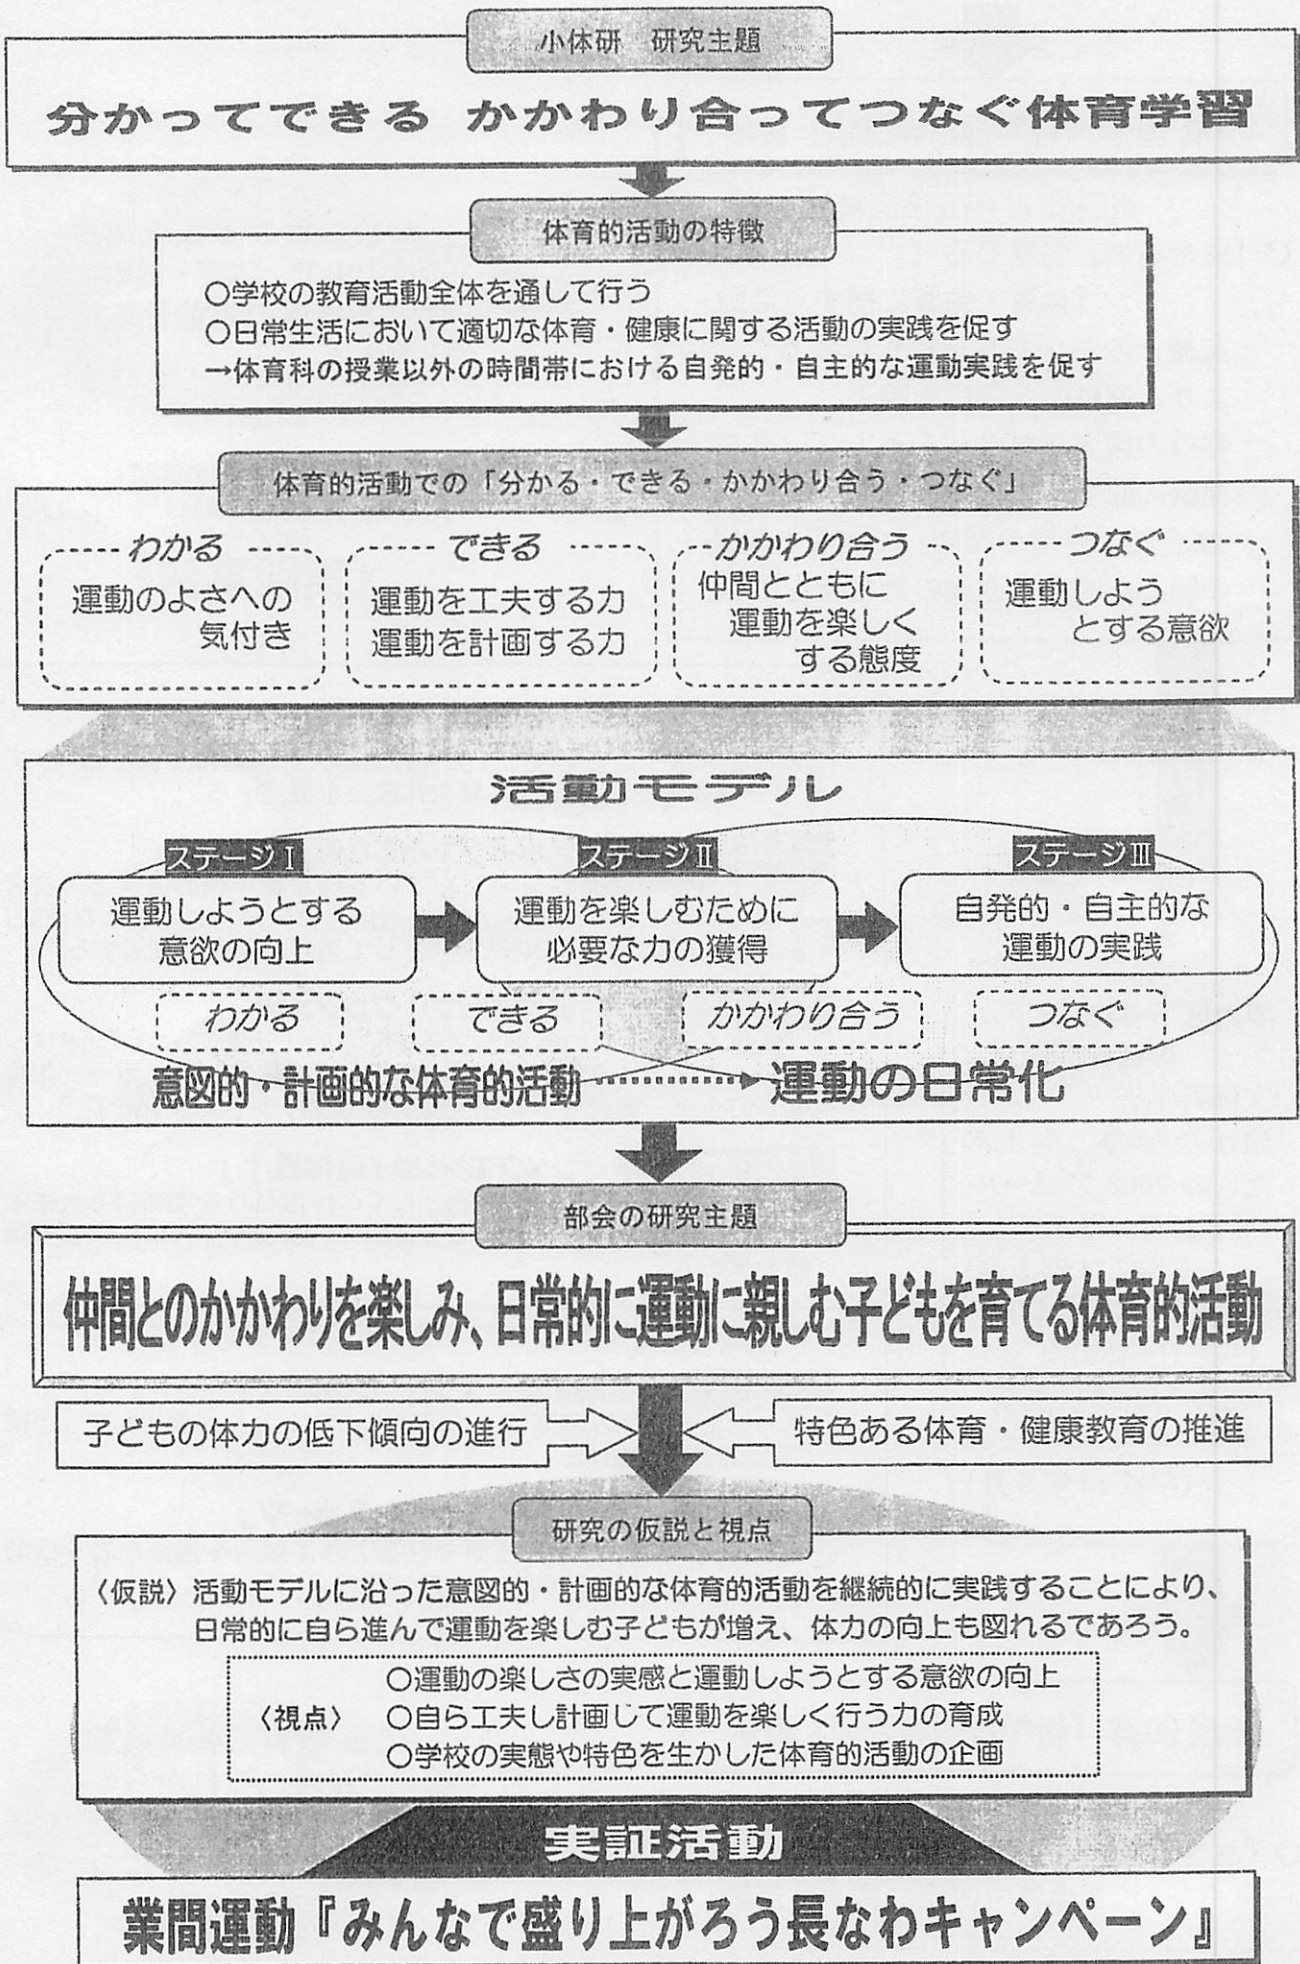 小体研　研究主題
分かってできる かかわり合ってつなぐ体育学習
体育的活動の特徴
○学校の教育活動全体を通して行う
○日常生活において適切な体育・健康に関する活動の実践を促す
→体育科の授業以外の時間帯における自発的・自主的な運動実践を促す
体育的活動での「分かる・できる・かかわり合う・つなぐ」
わかる
運動のよさへの
気付き
できる
運動を工夫する力
運動を計画する力
かかわり合う
仲間とともに
運動を楽しく
する態度
つなぐ
運動しよう
とする意欲
活動モデル
ステージⅠ
運動しようとする
意欲の向上
ステージⅡ
運動を楽しむために
必要な力の獲得
ステージⅢ
自発的・自主的な
運動の実践
わかる
できる
かかわり合う
つなぐ
意図的・計画的な体育的活動
運動の日常化
部会の研究主題
仲間とのかかわりを楽しみ、日常的に運動に親しむ子どもを育てる体育的活動
子どもの体力の低下傾向の進行
特色ある体育・健康教育の推進
研究の仮説と視点
〈仮説〉活動モデルに沿った意図的・計画的な体育的活動を継続的に実践することにより、
日常的に自ら進んで運動を楽しむ子どもが増え、体力の向上も図れるであろう。
○運動の楽しさの実感と運動しようとする意欲の向上
〈視点〉　○自ら工夫し計画して運動を楽しく行う力の育成
○学校の実態や特色を生かした体育的活動の企画
実証活動
業間運動『みんなで盛り上がろう長なわキャンペーン』